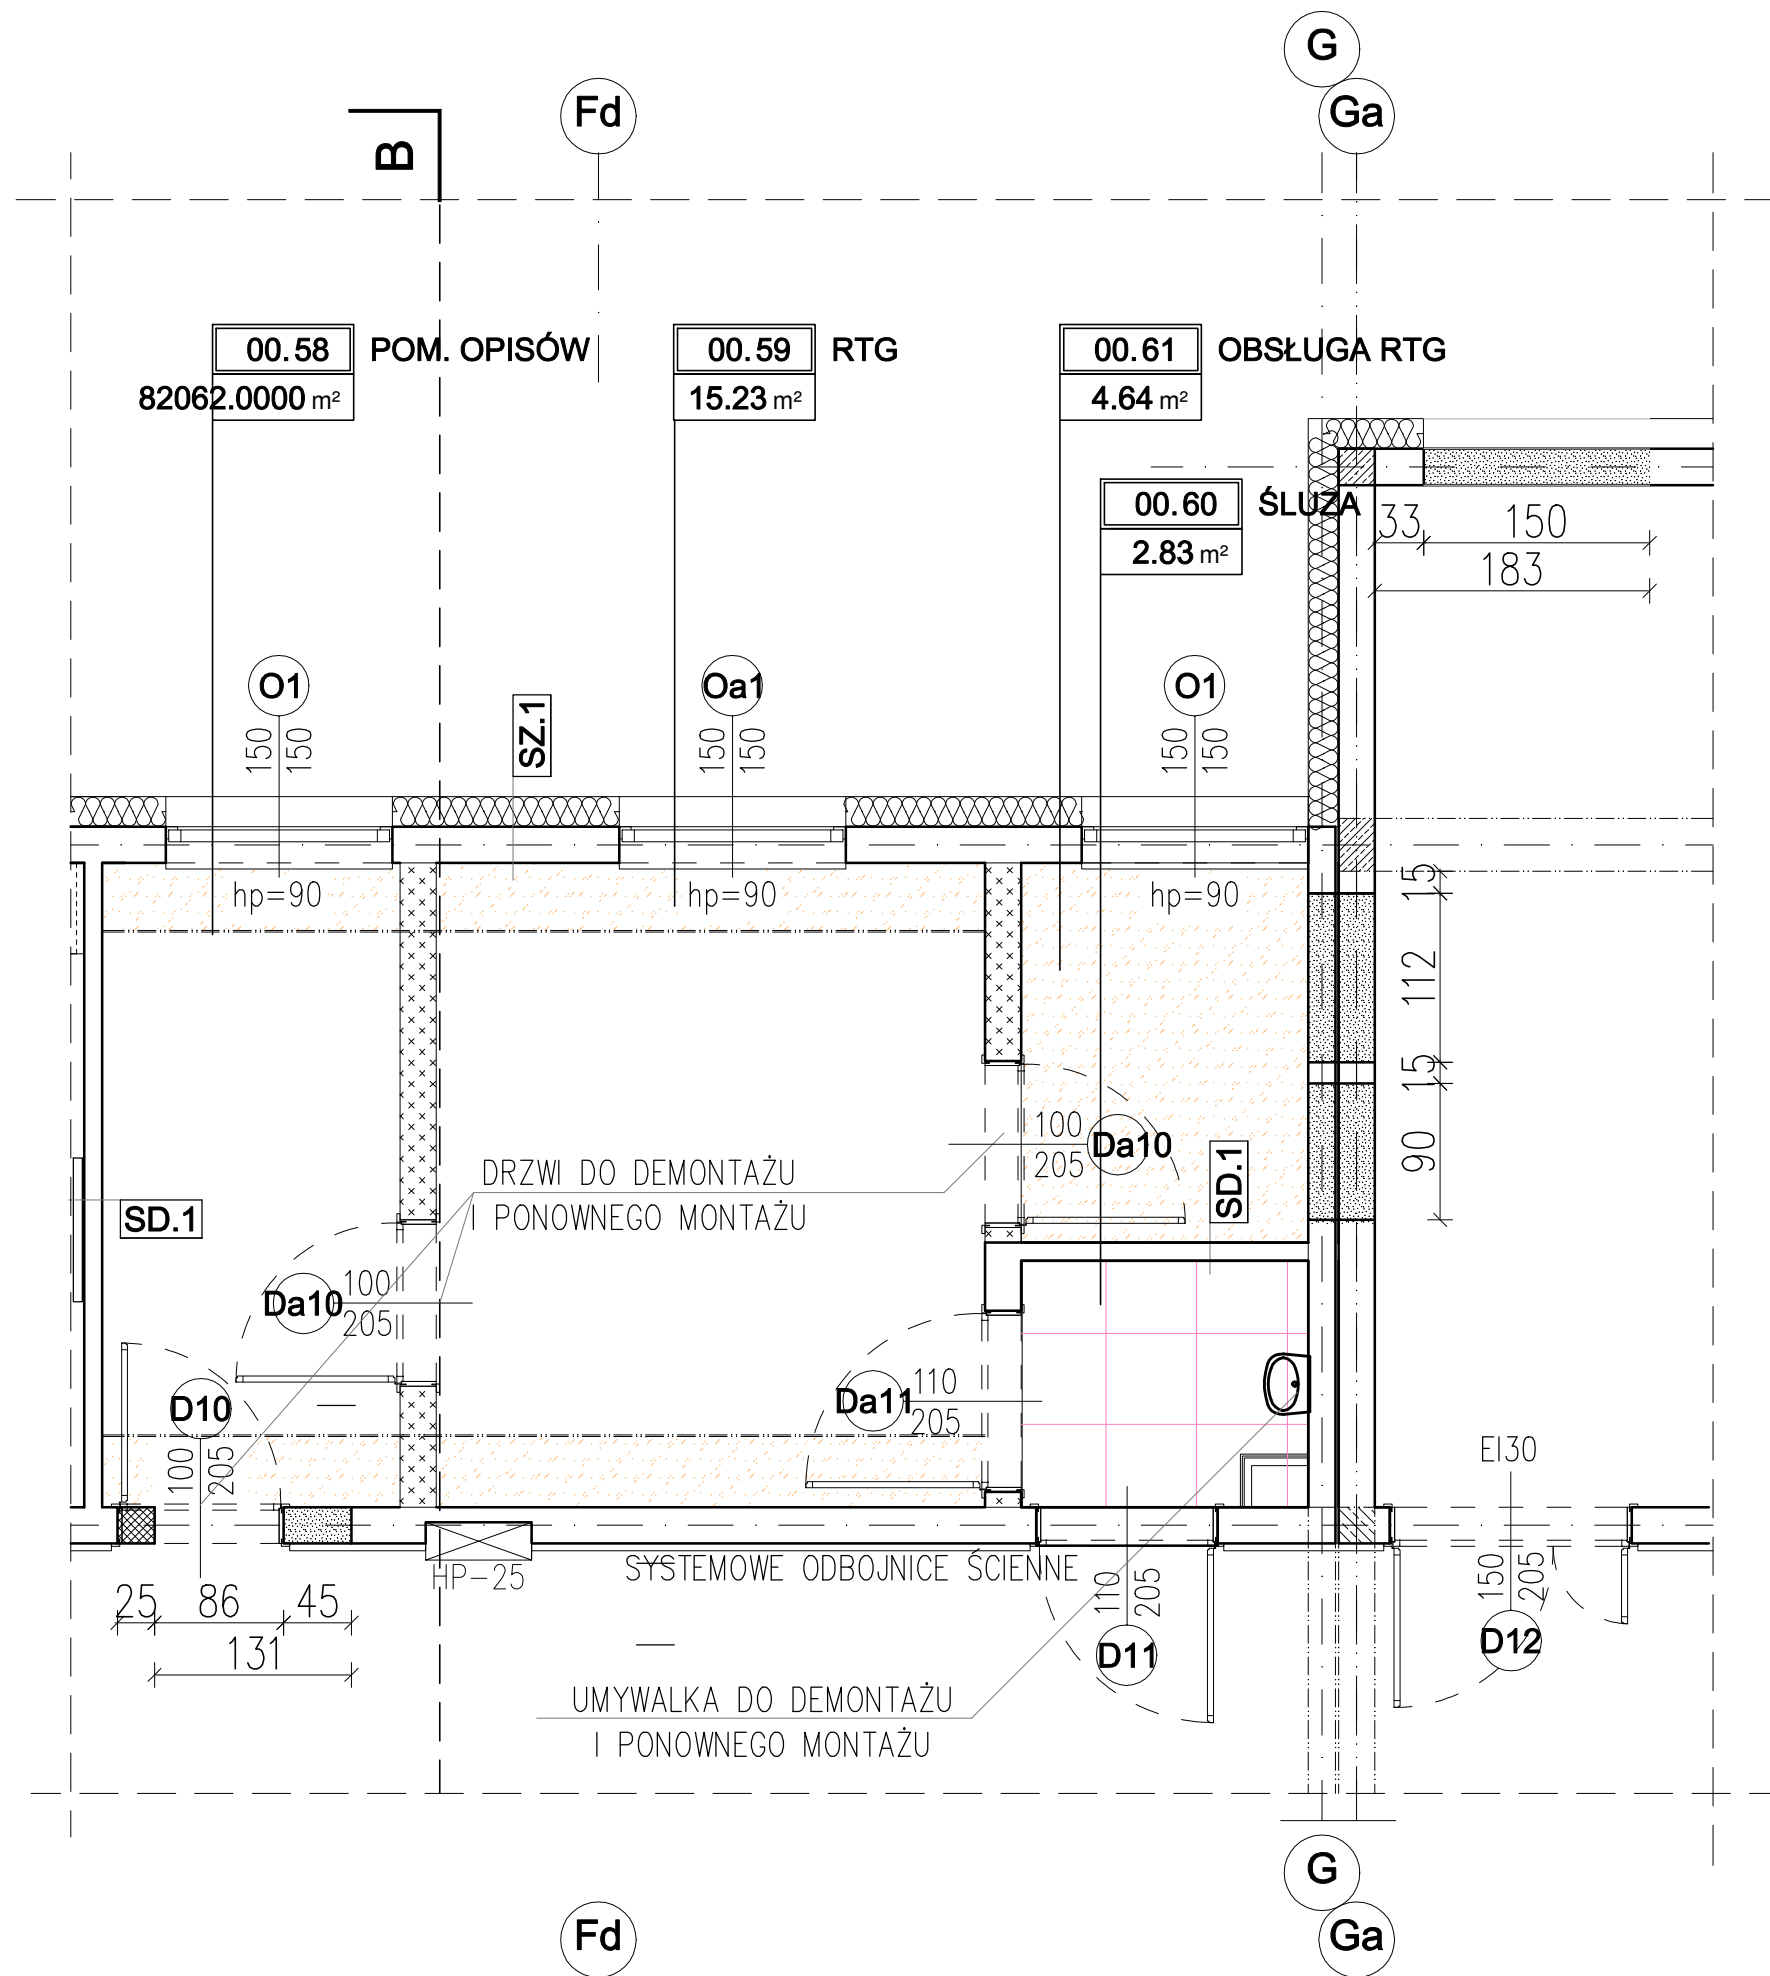 G
Fd
Ga
B
00.58 POM. OPISÓW
82062.0000 m²
00.59 RTG
15.23 m²
00.61 OBSŁUGA RTG
4.64 m²
00.60 ŚLUZA
2.83 m²
33
150
183
O1
150
150
SZ.1
Oa1
150
150
O1
150
150
hp=90
hp=90
hp=90
15
112
15
90
100
205
Da10
SD.1
DRZWI DO DEMONTAŻU
I PONOWNEGO MONTAŻU
SD.1
Da10
100
205
D10
100
205
Da11
110
205
EI30
HP-25
SYSTEMOWE ODBOJNICE ŚCIENNE
110
205
D11
150
205
D12
25
86
45
131
UMYWALKA DO DEMONTAŻU
I PONOWNEGO MONTAŻU
G
Fd
Ga